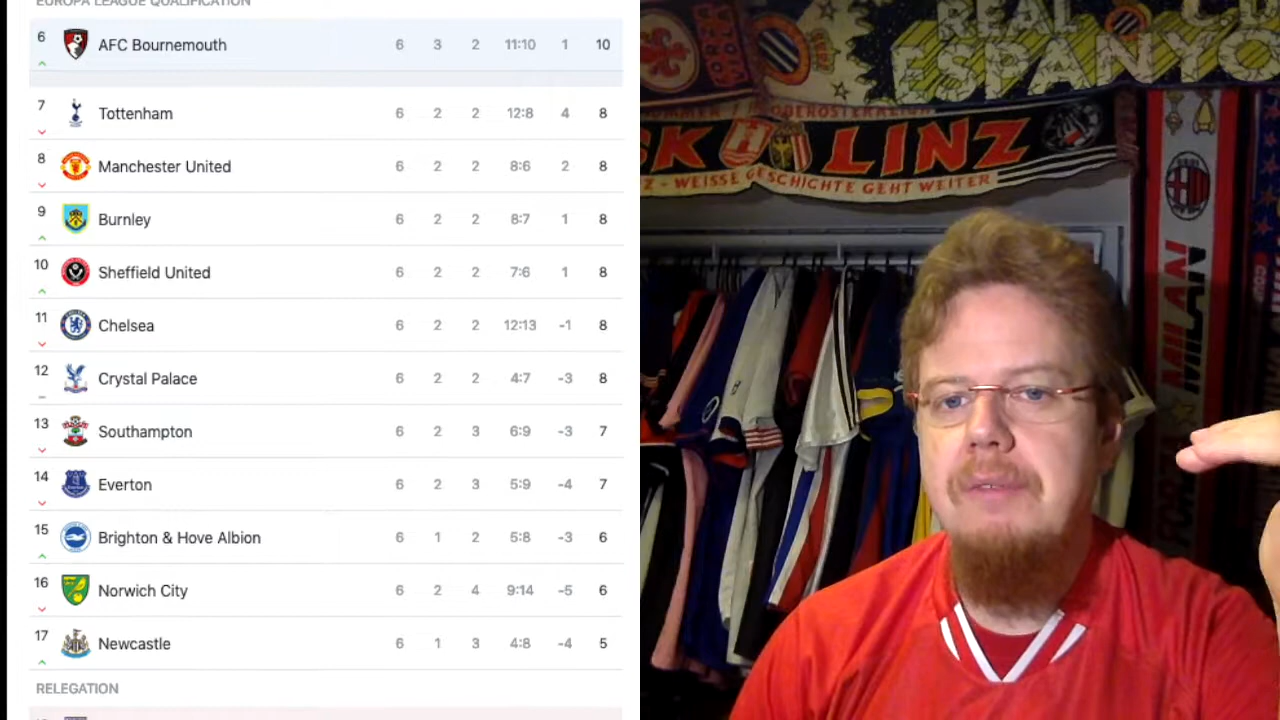 EUROPA LEAGUE QUALIFICATION
6 AFC Bournemouth 6 3 2 11:10 1 10
7 Tottenham 6 2 2 12:8 4 8
8 Manchester United 6 2 2 8:6 2 8
9 Burnley 6 2 2 8:7 1 8
10 Sheffield United 6 2 2 7:6 1 8
11 Chelsea 6 2 2 12:13 -1 8
12 Crystal Palace 6 2 2 4:7 -3 8
13 Southampton 6 2 3 6:9 -3 7
14 Everton 6 2 3 5:9 -4 7
15 Brighton & Hove Albion 6 1 2 5:8 -3 6
16 Norwich City 6 2 4 9:14 -5 6
17 Newcastle 6 1 3 4:8 -4 5
RELEGATION
REAL C.D.
ESPANYO
SK LINZ
Z - WEISSE GESCHICHTE GEHT WEITER
MILAN